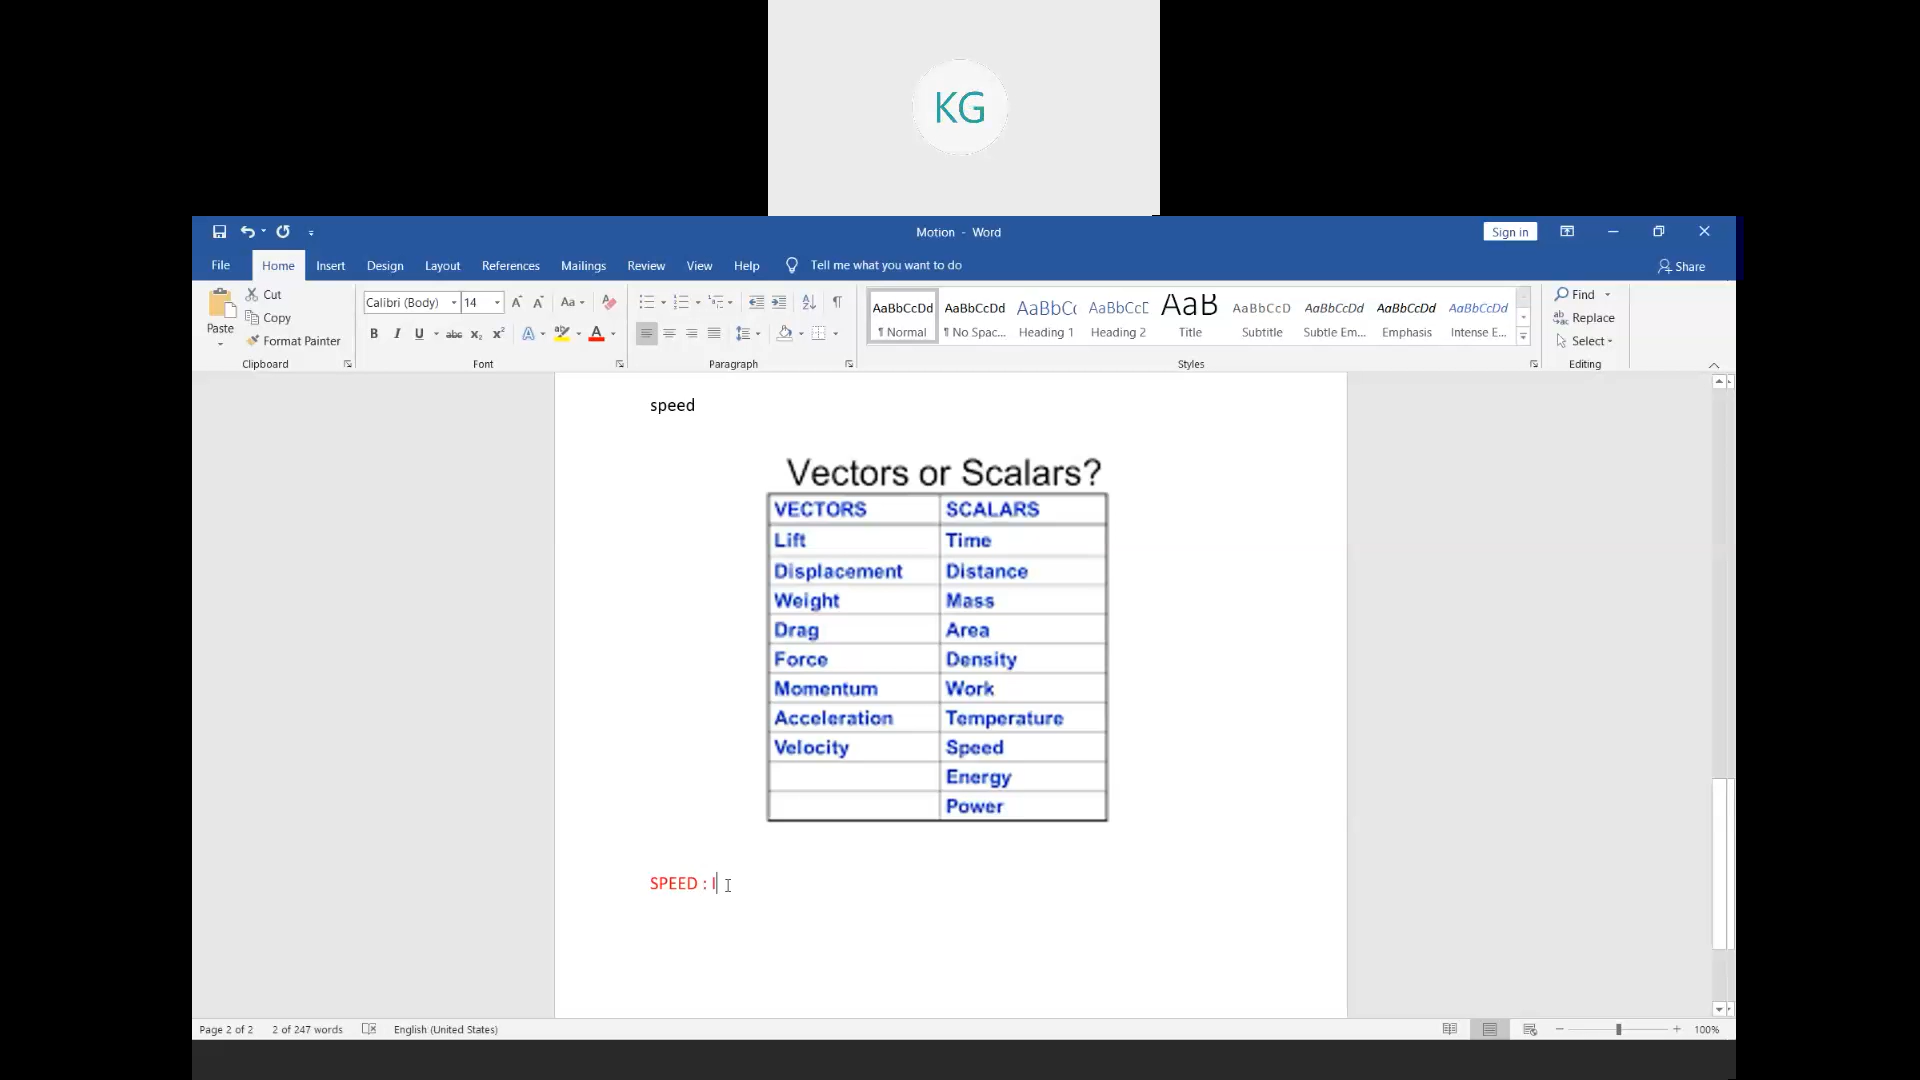 KG
Motion - Word
Sign in
File Home Insert Design Layout References Mailings Review View Help Tell me what you want to do Share
Paste
Cut
Copy
Format Painter
Clipboard
Calibri (Body) 14
Font
Paragraph
AaBbCcDd AaBbCcDd AaBbCc AaBbCcE AaB AaBbCcD AaBbCcDd AaBbCcDd AaBbCcDd
¶ Normal ¶ No Spac... Heading 1 Heading 2 Title Subtitle Subtle Em... Emphasis Intense E...
Styles
Find
Replace
Select
Editing
speed
Vectors or Scalars?
VECTORS SCALARS
Lift Time
Displacement Distance
Weight Mass
Drag Area
Force Density
Momentum Work
Acceleration Temperature
Velocity Speed
Energy
Power
SPEED : I
Page 2 of 2 2 of 247 words English (United States) 100%